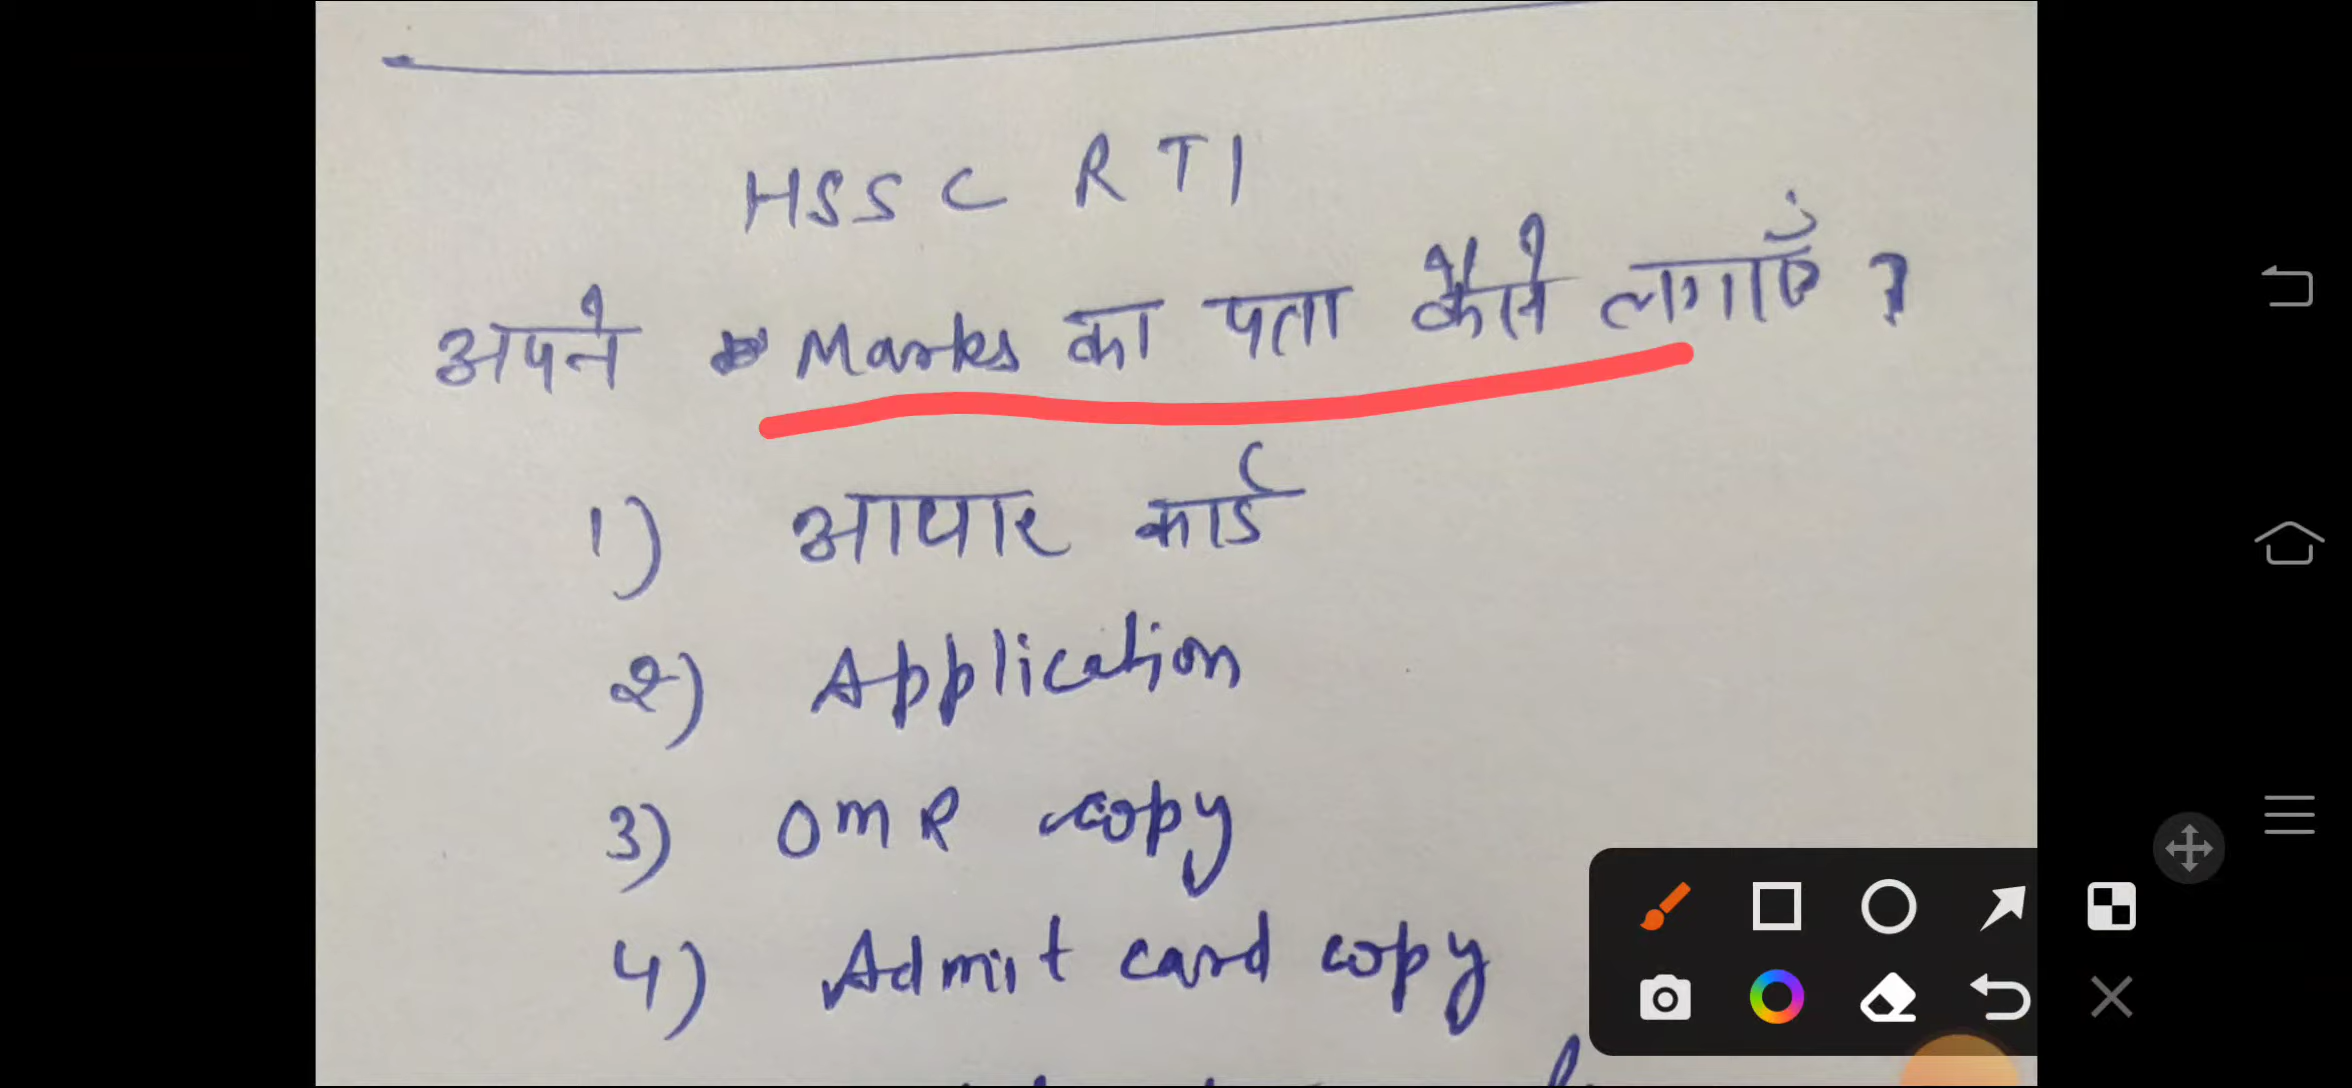 HSSC RTI
अपने Marks का पता कैसे लगाएँ ?
1) आधार कार्ड
2) Application
3) OMR copy
4) Admit card copy